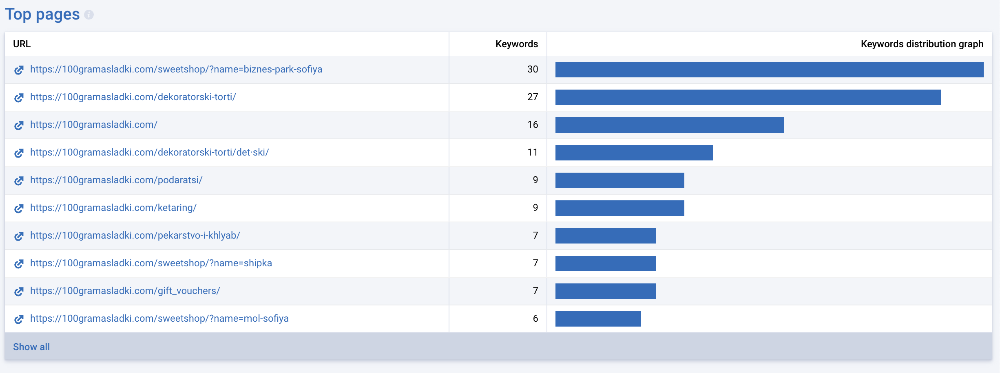 Top pages
URL Keywords Keywords distribution graph
https://100gramasladki.com/sweetshop/?name=biznes-park-sofiya 30
https://100gramasladki.com/dekoratorski-torti/ 27
https://100gramasladki.com/ 16
https://100gramasladki.com/dekoratorski-torti/det·ski/ 11
https://100gramasladki.com/podaratsi/ 9
https://100gramasladki.com/ketaring/ 9
https://100gramasladki.com/pekarstvo-i-khlyab/ 7
https://100gramasladki.com/sweetshop/?name=shipka 7
https://100gramasladki.com/gift_vouchers/ 7
https://100gramasladki.com/sweetshop/?name=mol-sofiya 6
Show all